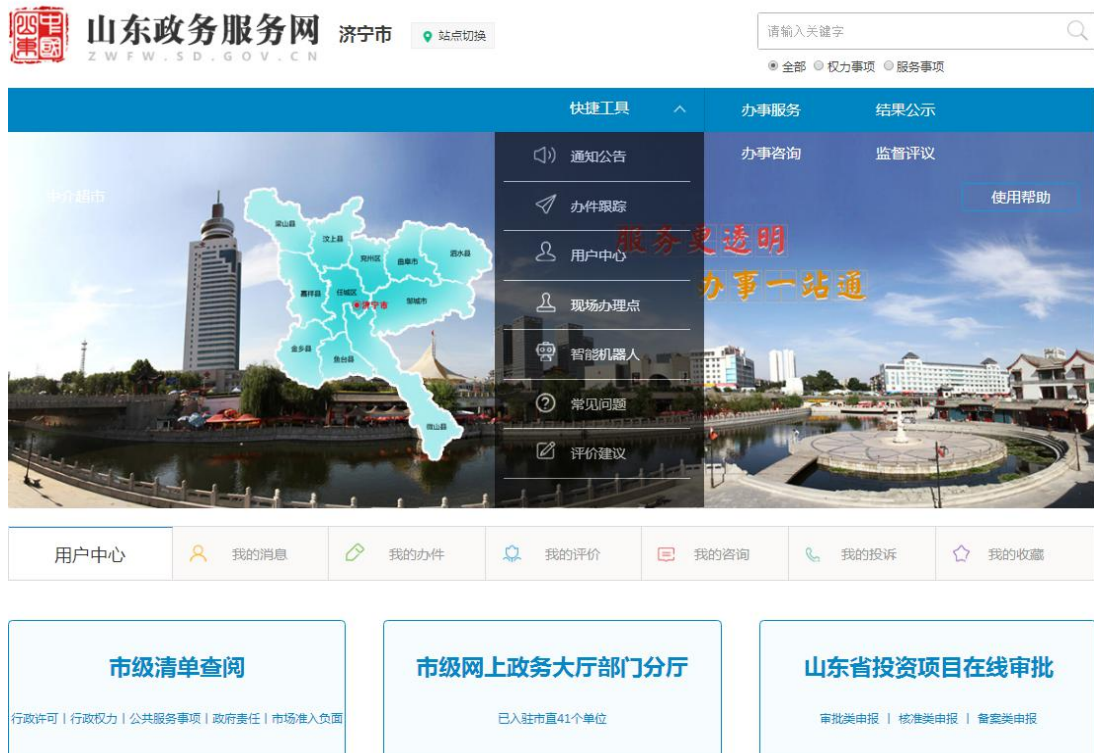 山东政务服务网
ZWFW.SD.GOV.CN
济宁市
站点切换
请输入关键字
全部 权力事项 服务事项
快捷工具 办事服务 结果公示
通知公告 办事咨询 监督评议
中介超市
使用帮助
办件跟踪
用户中心
现场办理点
智能机器人
常见问题
评价建议
服务更透明
办事一站通
梁山县
汶上县
兖州区
曲阜市
泗水县
嘉祥县
任城区
济宁市
邹城市
金乡县
鱼台县
微山县
用户中心 我的消息 我的办件 我的评价 我的咨询 我的投诉 我的收藏
市级清单查阅
行政许可丨行政权力丨公共服务事项丨政府责任丨市场准入负面
市级网上政务大厅部门分厅
已入驻市直41个单位
山东省投资项目在线审批
审批类申报 丨 核准类申报 丨 备案类申报